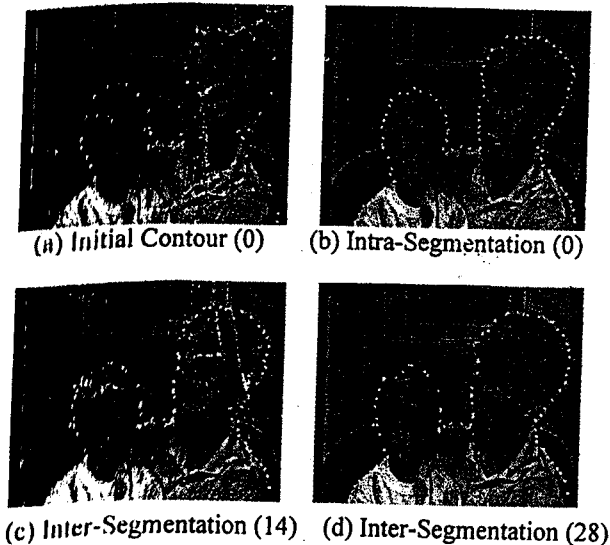 (a) Initial Contour (0)
(b) Intra-Segmentation (0)
(c) Inter-Segmentation (14)
(d) Inter-Segmentation (28)